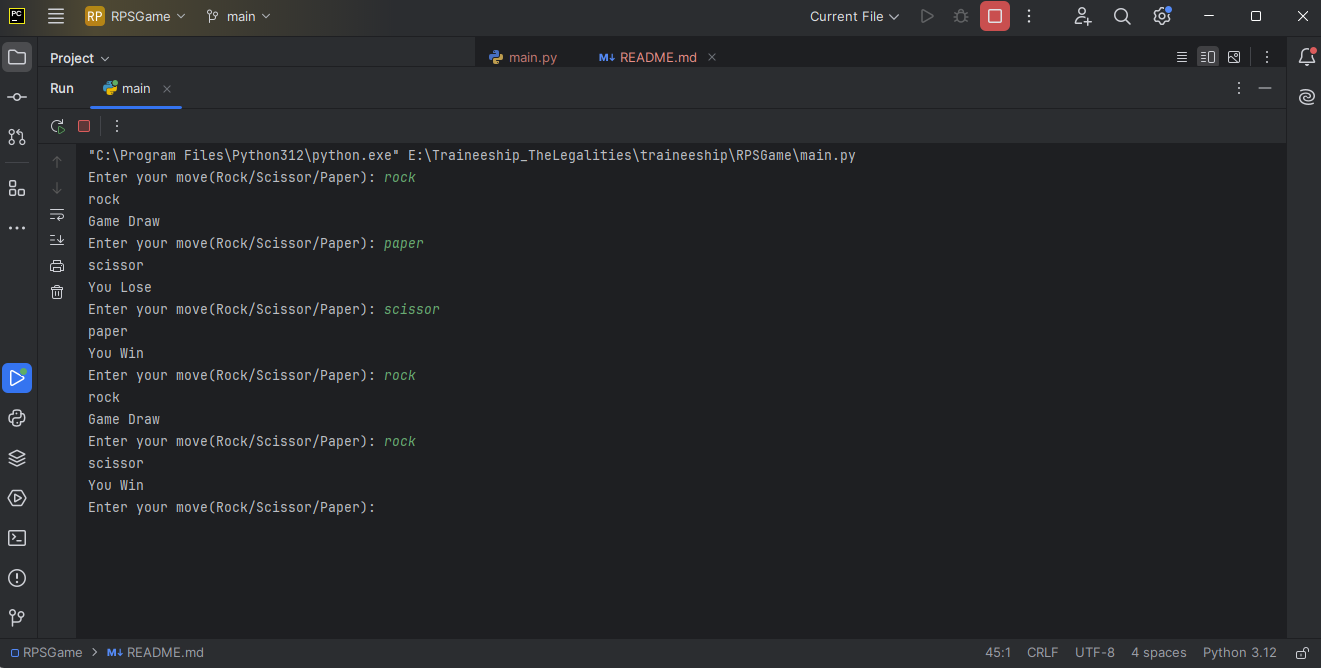 PC
RP RPSGame main Current File
Project main.py M↓ README.md
Run main
"C:\Program Files\Python312\python.exe" E:\Traineeship_TheLegalities\traineeship\RPSGame\main.py
Enter your move(Rock/Scissor/Paper): rock
rock
Game Draw
Enter your move(Rock/Scissor/Paper): paper
scissor
You Lose
Enter your move(Rock/Scissor/Paper): scissor
paper
You Win
Enter your move(Rock/Scissor/Paper): rock
rock
Game Draw
Enter your move(Rock/Scissor/Paper): rock
scissor
You Win
Enter your move(Rock/Scissor/Paper):
RPSGame > M↓ README.md 45:1 CRLF UTF-8 4 spaces Python 3.12